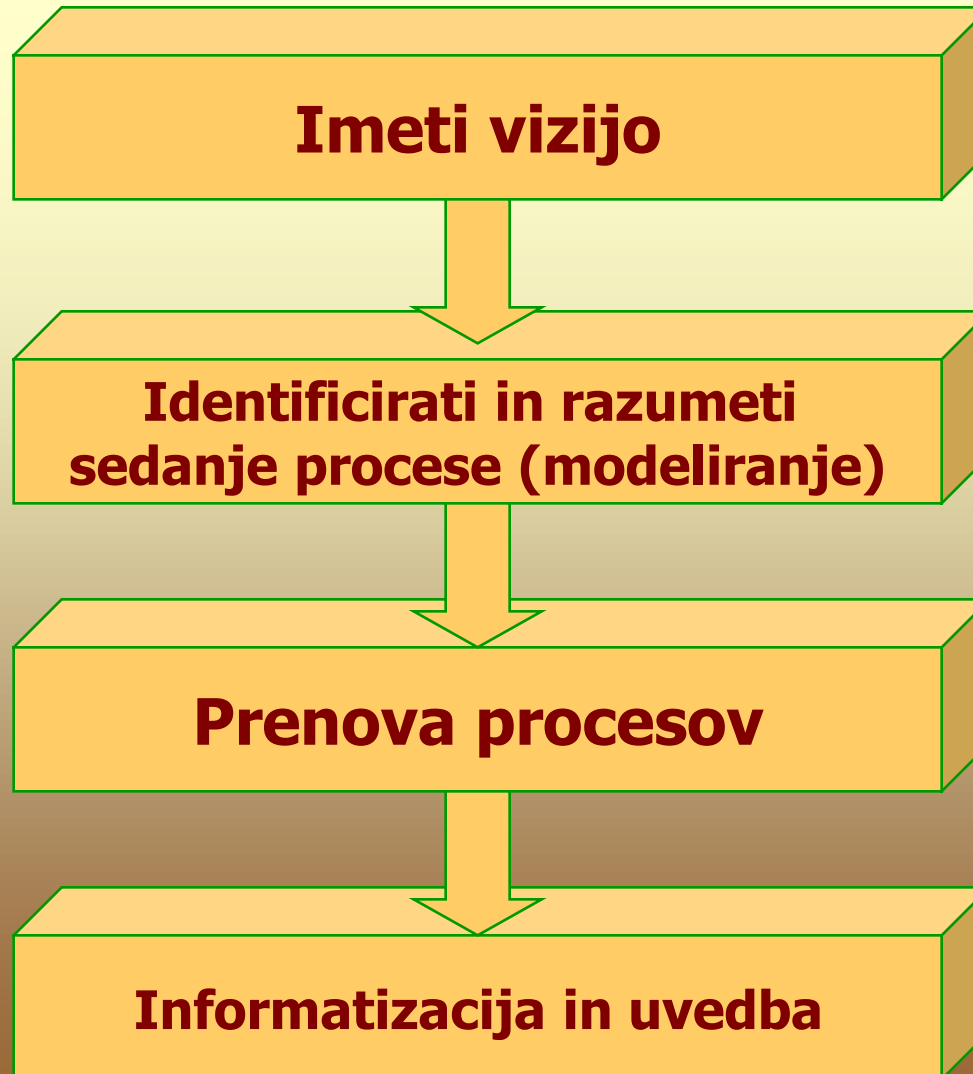 Imeti vizijo
Identificirati in razumeti
sedanje procese (modeliranje)
Prenova procesov
Informatizacija in uvedba